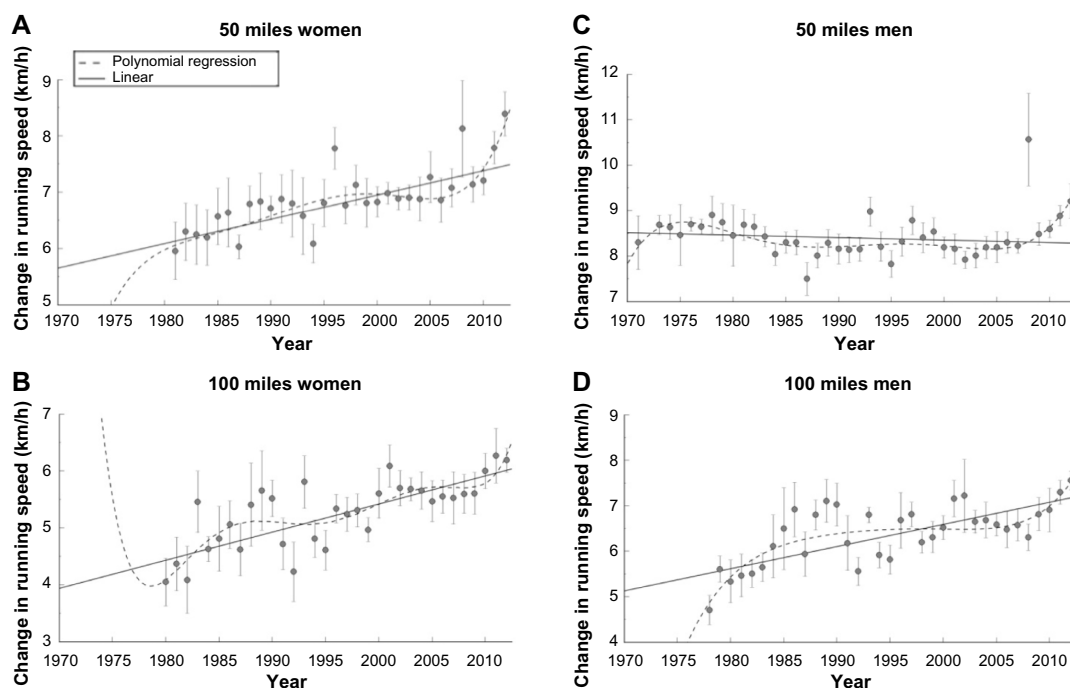 A
50 miles women
Change in running speed (km/h)
Polynomial regression
Linear
9
8
7
6
5
1970 1975 1980 1985 1990 1995 2000 2005 2010
Year
C
50 miles men
Change in running speed (km/h)
12
11
10
9
8
7
1970 1975 1980 1985 1990 1995 2000 2005 2010
Year
B
100 miles women
Change in running speed (km/h)
7
6
5
4
3
1970 1975 1980 1985 1990 1995 2000 2005 2010
Year
D
100 miles men
Change in running speed (km/h)
9
8
7
6
5
4
1970 1975 1980 1985 1990 1995 2000 2005 2010
Year